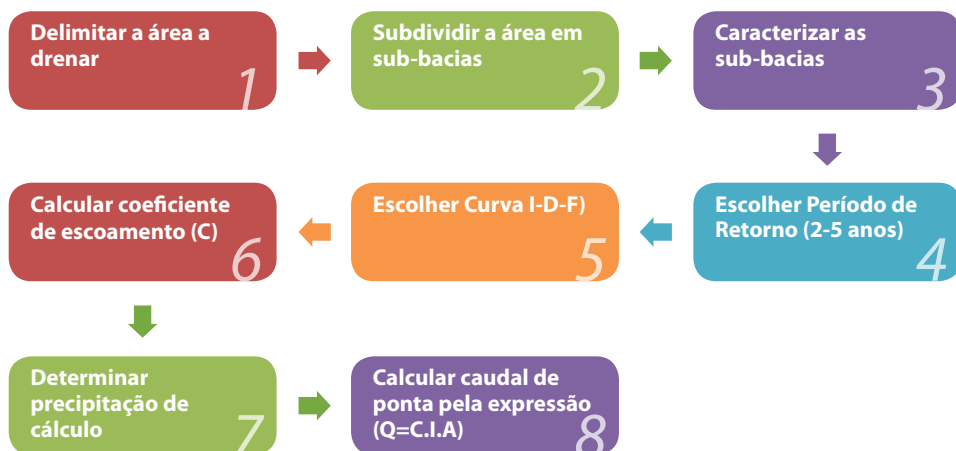 Delimitar a área a
drenar
1
Subdividir a área em
sub-bacias
2
Caracterizar as
sub-bacias
3
Escolher Período de
Retorno (2-5 anos)
4
Escolher Curva I-D-F)
5
Calcular coeficiente
de escoamento (C)
6
Determinar
precipitação de
cálculo
7
Calcular caudal de
ponta pela expressão
(Q=C.I.A)
8